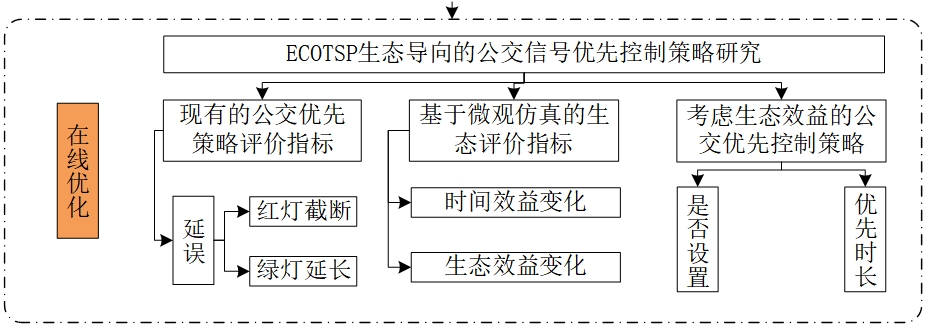 ECOTSP生态导向的公交信号优先控制策略研究
在线优化
现有的公交优先
策略评价指标
基于微观仿真的生
态评价指标
考虑生态效益的公
交优先控制策略
延误
红灯截断
绿灯延长
时间效益变化
生态效益变化
是否设置
优先时长